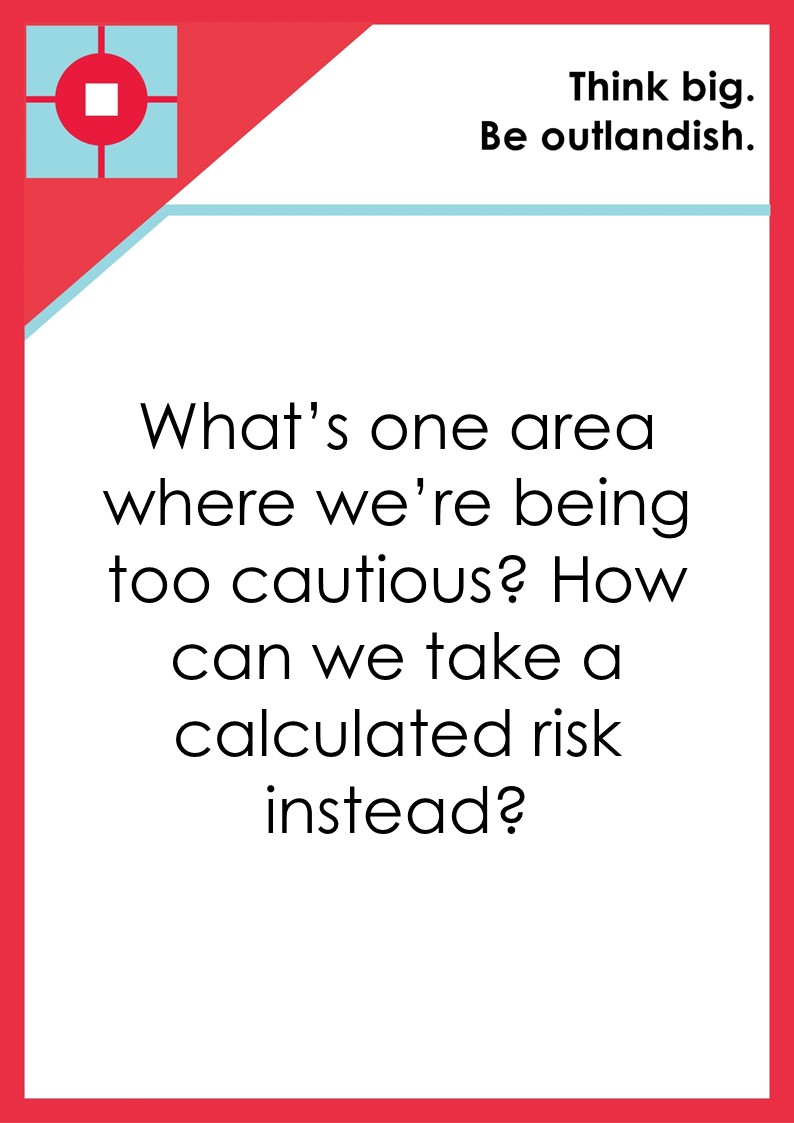 Think big.
Be outlandish.
What’s one area
where we’re being
too cautious? How
can we take a
calculated risk
instead?